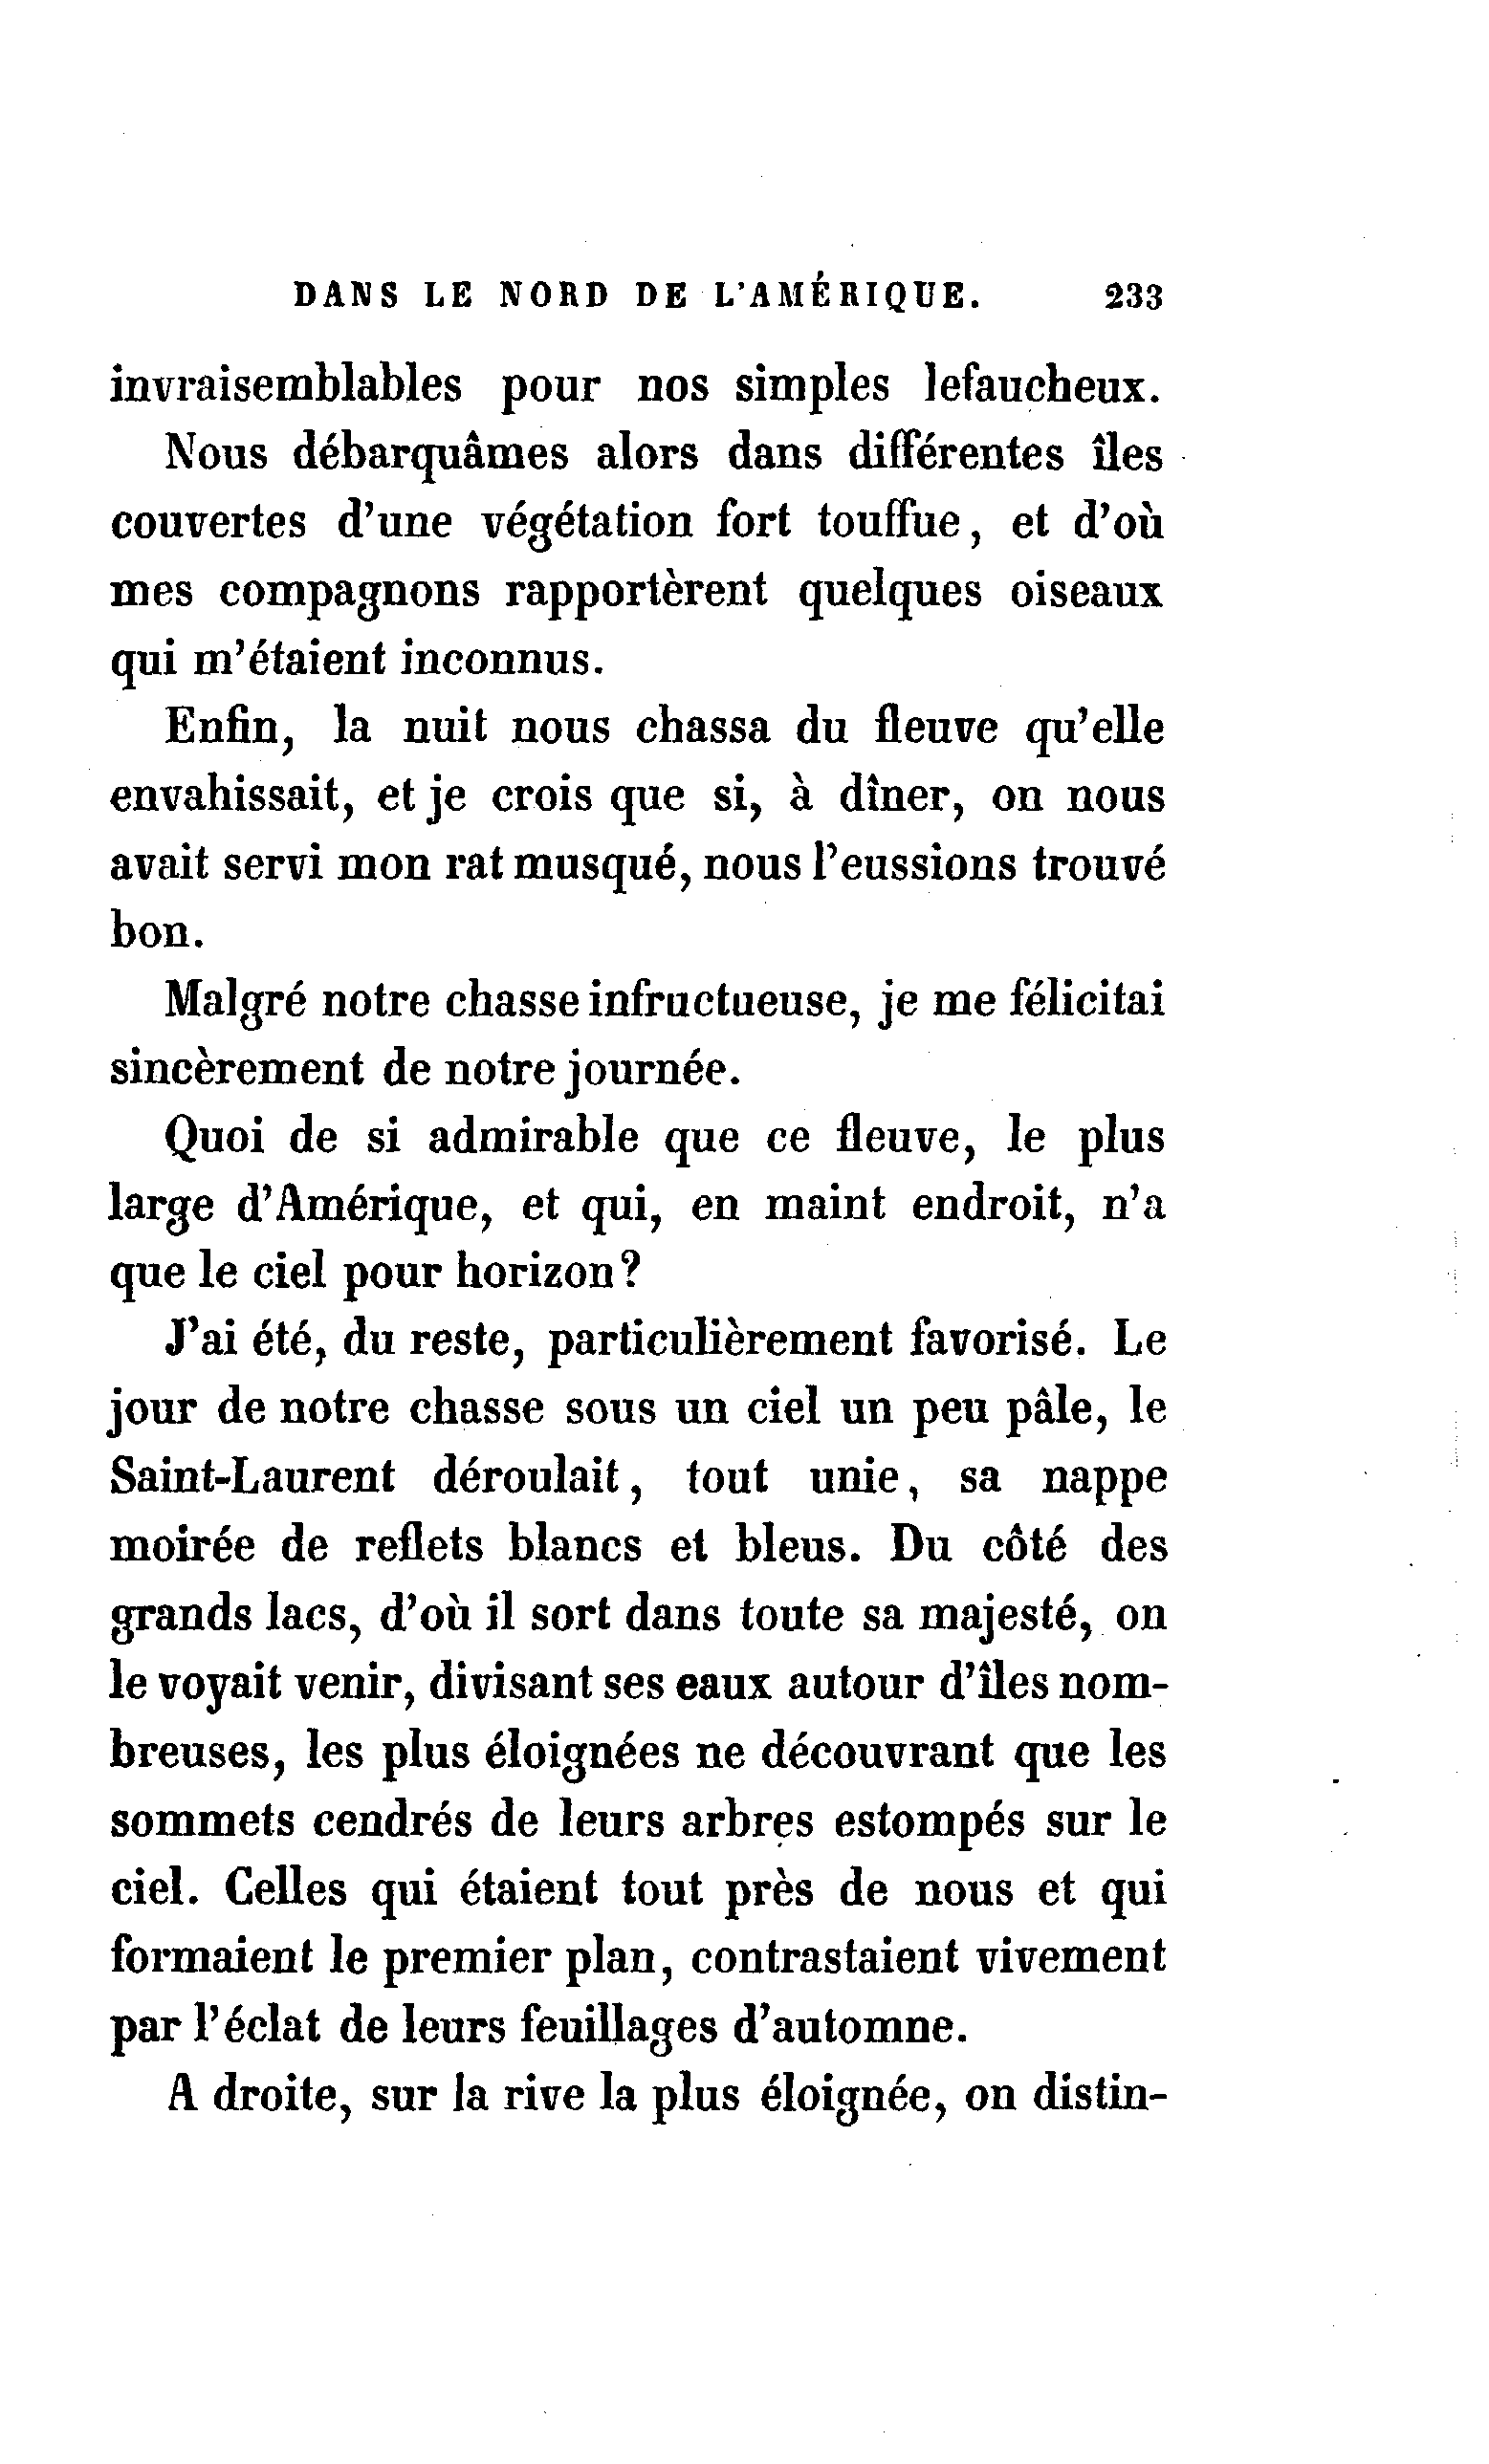 DANS LE NORD DE L'AMÉRIQUE. 233
invraisemblables pour nos simples lefaucheux.
Nous débarquâmes alors dans différentes îles
couvertes d'une végétation fort touffue, et d'où
mes compagnons rapportèrent quelques oiseaux
qui m'étaient inconnus.
Enfin, la nuit nous chassa du fleuve qu'elle
envahissait, et je crois que si, à dîner, on nous
avait servi mon rat musqué, nous l'eussions trouvé
bon.
Malgré notre chasse infructueuse, je me félicitai
sincèrement de notre journée.
Quoi de si admirable que ce fleuve, le plus
large d'Amérique, et qui, en maint endroit, n'a
que le ciel pour horizon?
J'ai été, du reste, particulièrement favorisé. Le
jour de notre chasse sous un ciel un peu pâle, le
Saint-Laurent déroulait, tout unie, sa nappe
moirée de reflets blancs et bleus. Du côté des
grands lacs, d'où il sort dans toute sa majesté, on
le voyait venir, divisant ses eaux autour d'îles nom-
breuses, les plus éloignées ne découvrant que les
sommets cendrés de leurs arbres estompés sur le
ciel. Celles qui étaient tout près de nous et qui
formaient le premier plan, contrastaient vivement
par l'éclat de leurs feuillages d'automne.
A droite, sur la rive la plus éloignée, on distin-